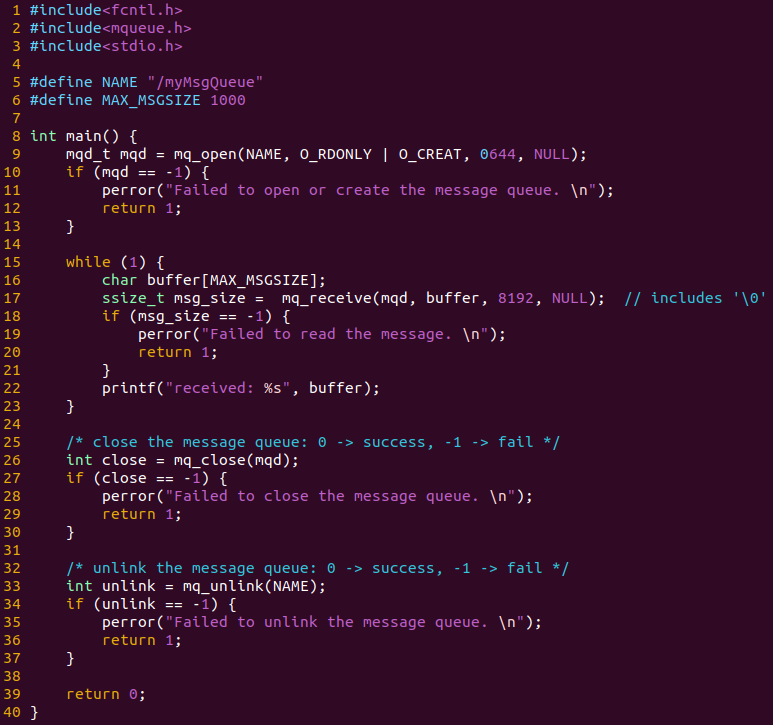 1 #include<fcntl.h>
2 #include<mqueue.h>
3 #include<stdio.h>
4
5 #define NAME "/myMsgQueue"
6 #define MAX_MSGSIZE 1000
7
8 int main() {
9     mqd_t mqd = mq_open(NAME, O_RDONLY | O_CREAT, 0644, NULL);
10     if (mqd == -1) {
11         perror("Failed to open or create the message queue. \n");
12         return 1;
13     }
14
15     while (1) {
16         char buffer[MAX_MSGSIZE];
17         ssize_t msg_size =  mq_receive(mqd, buffer, 8192, NULL);  // includes '\0'
18         if (msg_size == -1) {
19             perror("Failed to read the message. \n");
20             return 1;
21         }
22         printf("received: %s", buffer);
23     }
24
25     /* close the message queue: 0 -> success, -1 -> fail */
26     int close = mq_close(mqd);
27     if (close == -1) {
28         perror("Failed to close the message queue. \n");
29         return 1;
30     }
31
32     /* unlink the message queue: 0 -> success, -1 -> fail */
33     int unlink = mq_unlink(NAME);
34     if (unlink == -1) {
35         perror("Failed to unlink the message queue. \n");
36         return 1;
37     }
38
39     return 0;
40 }